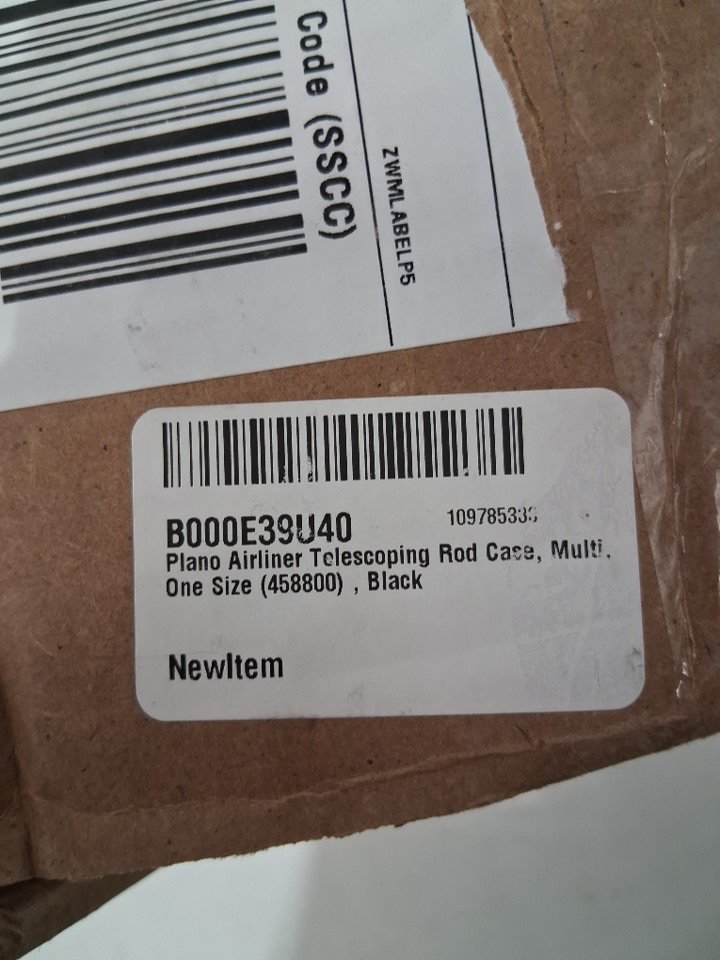 Code (SSCC)
ZWMLABELP5
B000E39U40
Plano Airliner Telescoping Rod Case, Multi,
One Size (458800) , Black
NewItem